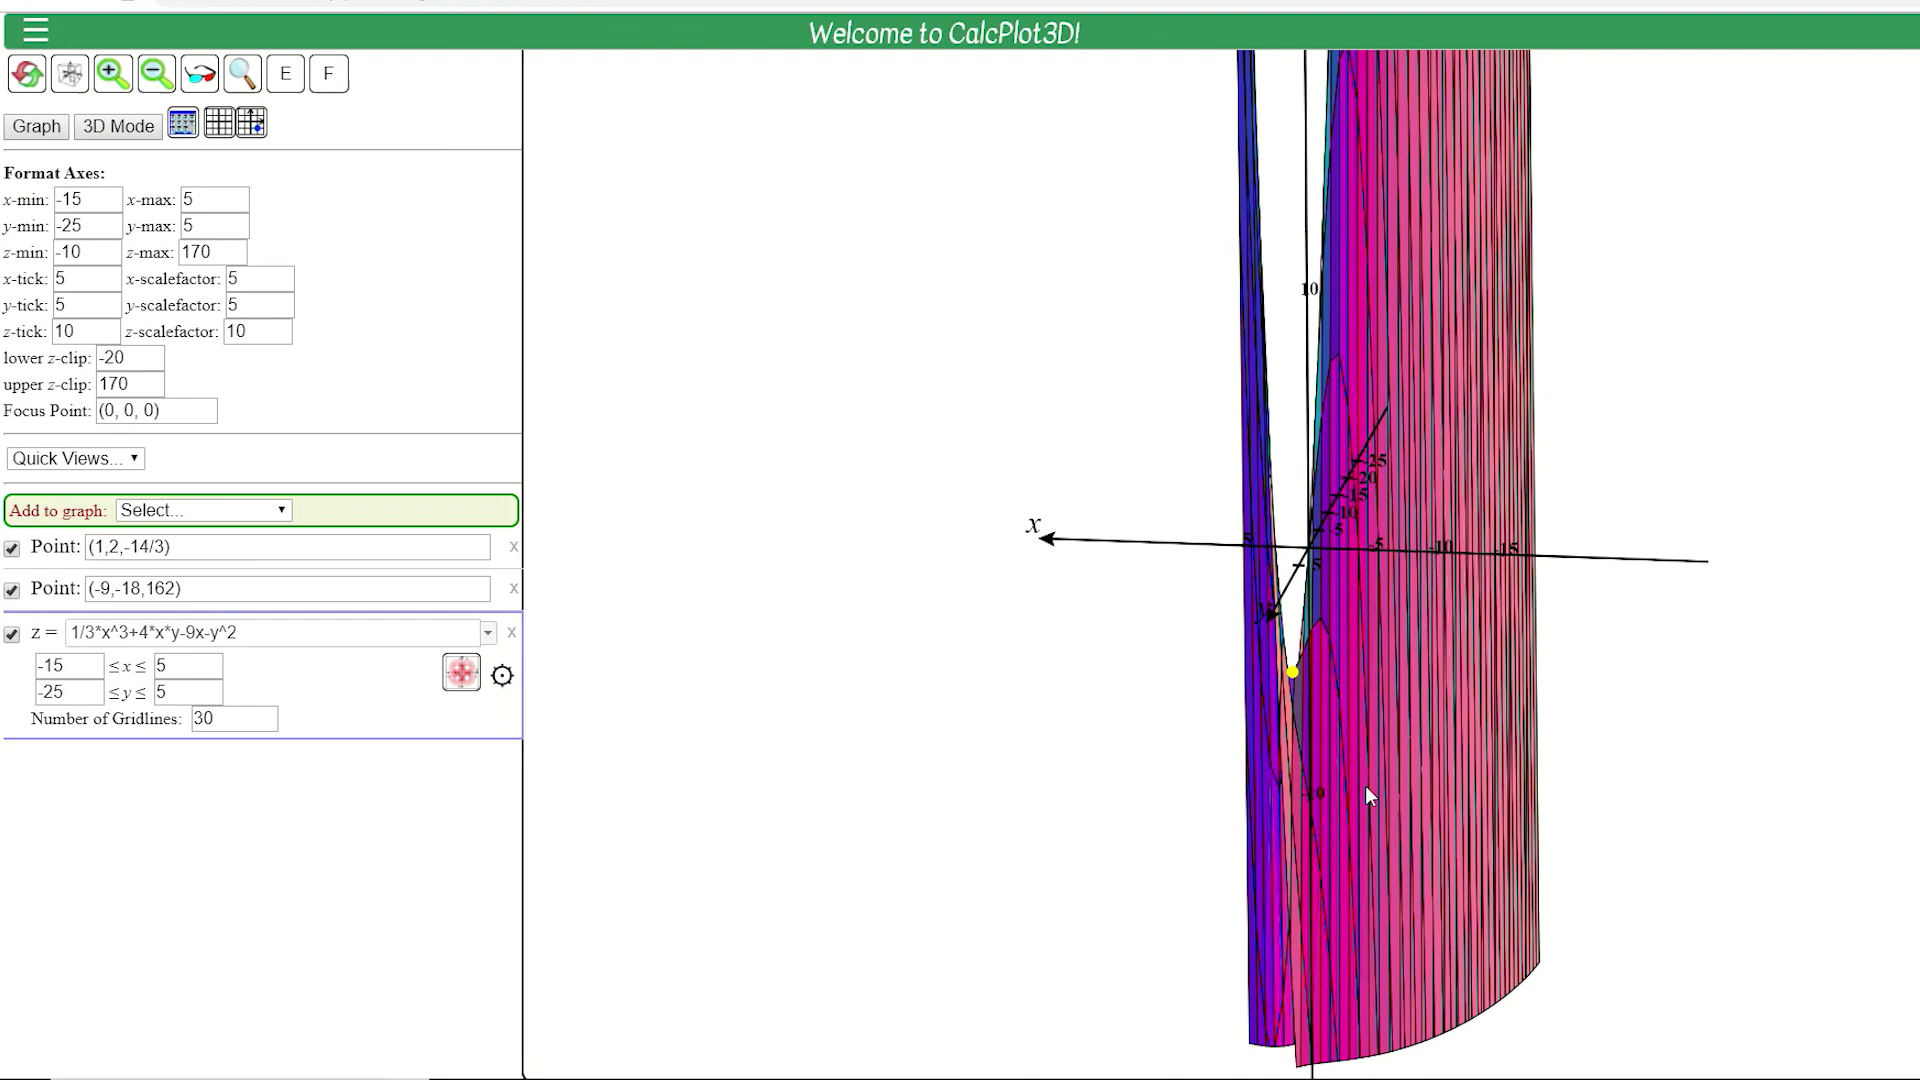 Welcome to CalcPlot3D!
E F
Graph 3D Mode
Format Axes:
x-min: -15 x-max: 5
y-min: -25 y-max: 5
z-min: -10 z-max: 170
x-tick: 5 x-scalefactor: 5
y-tick: 5 y-scalefactor: 5
z-tick: 10 z-scalefactor: 10
lower z-clip: -20
upper z-clip: 170
Focus Point: (0, 0, 0)
Quick Views...
Add to graph: Select...
Point: (1,2,-14/3) x
Point: (-9,-18,162) x
z = 1/3*x^3+4*x*y-9x-y^2 x
-15 ≤ x ≤ 5
-25 ≤ y ≤ 5
Number of Gridlines: 30
10
-25
-20
-15
-10
-5
x
5 -5 -10 -15
5